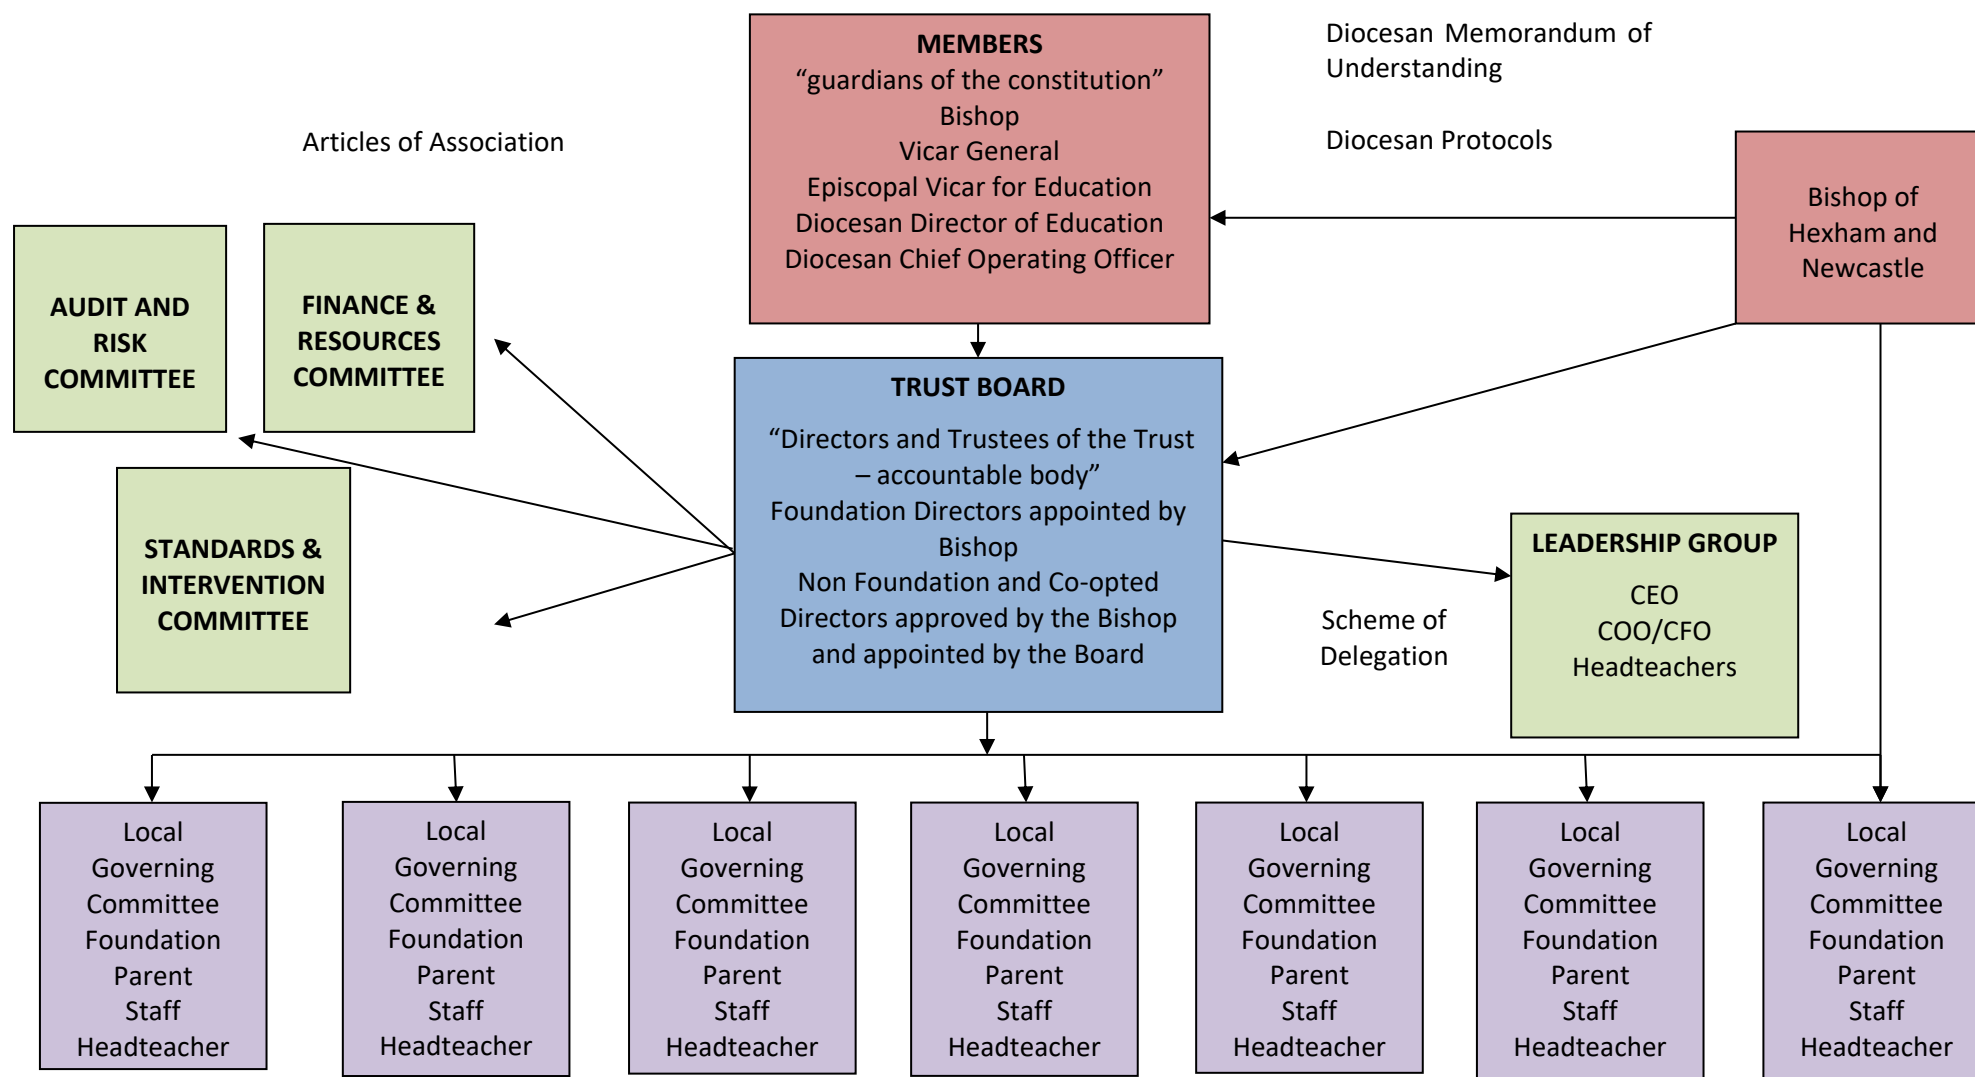 MEMBERS
“guardians of the constitution”
Bishop
Vicar General
Episcopal Vicar for Education
Diocesan Director of Education
Diocesan Chief Operating Officer
Diocesan Memorandum of
Understanding
Diocesan Protocols
Articles of Association
Bishop of
Hexham and
Newcastle
AUDIT AND
RISK
COMMITTEE
FINANCE &
RESOURCES
COMMITTEE
STANDARDS &
INTERVENTION
COMMITTEE
TRUST BOARD
“Directors and Trustees of the Trust
– accountable body”
Foundation Directors appointed by
Bishop
Non Foundation and Co-opted
Directors approved by the Bishop
and appointed by the Board
LEADERSHIP GROUP
CEO
COO/CFO
Headteachers
Scheme of
Delegation
Local
Governing
Committee
Foundation
Parent
Staff
Headteacher
Local
Governing
Committee
Foundation
Parent
Staff
Headteacher
Local
Governing
Committee
Foundation
Parent
Staff
Headteacher
Local
Governing
Committee
Foundation
Parent
Staff
Headteacher
Local
Governing
Committee
Foundation
Parent
Staff
Headteacher
Local
Governing
Committee
Foundation
Parent
Staff
Headteacher
Local
Governing
Committee
Foundation
Parent
Staff
Headteacher